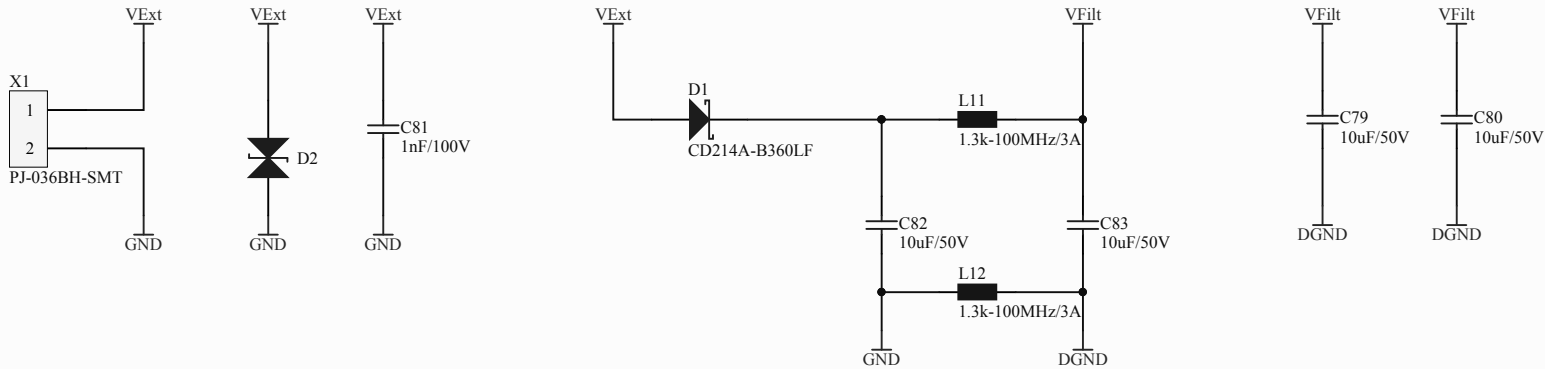 VExt
VExt
VExt
VExt
VFilt
VFilt
VFilt
X1
1
2
PJ-036BH-SMT
GND
D2
GND
C81
1nF/100V
GND
D1
CD214A-B360LF
L11
1.3k-100MHz/3A
C82
10uF/50V
C83
10uF/50V
L12
1.3k-100MHz/3A
GND
DGND
C79
10uF/50V
DGND
C80
10uF/50V
DGND